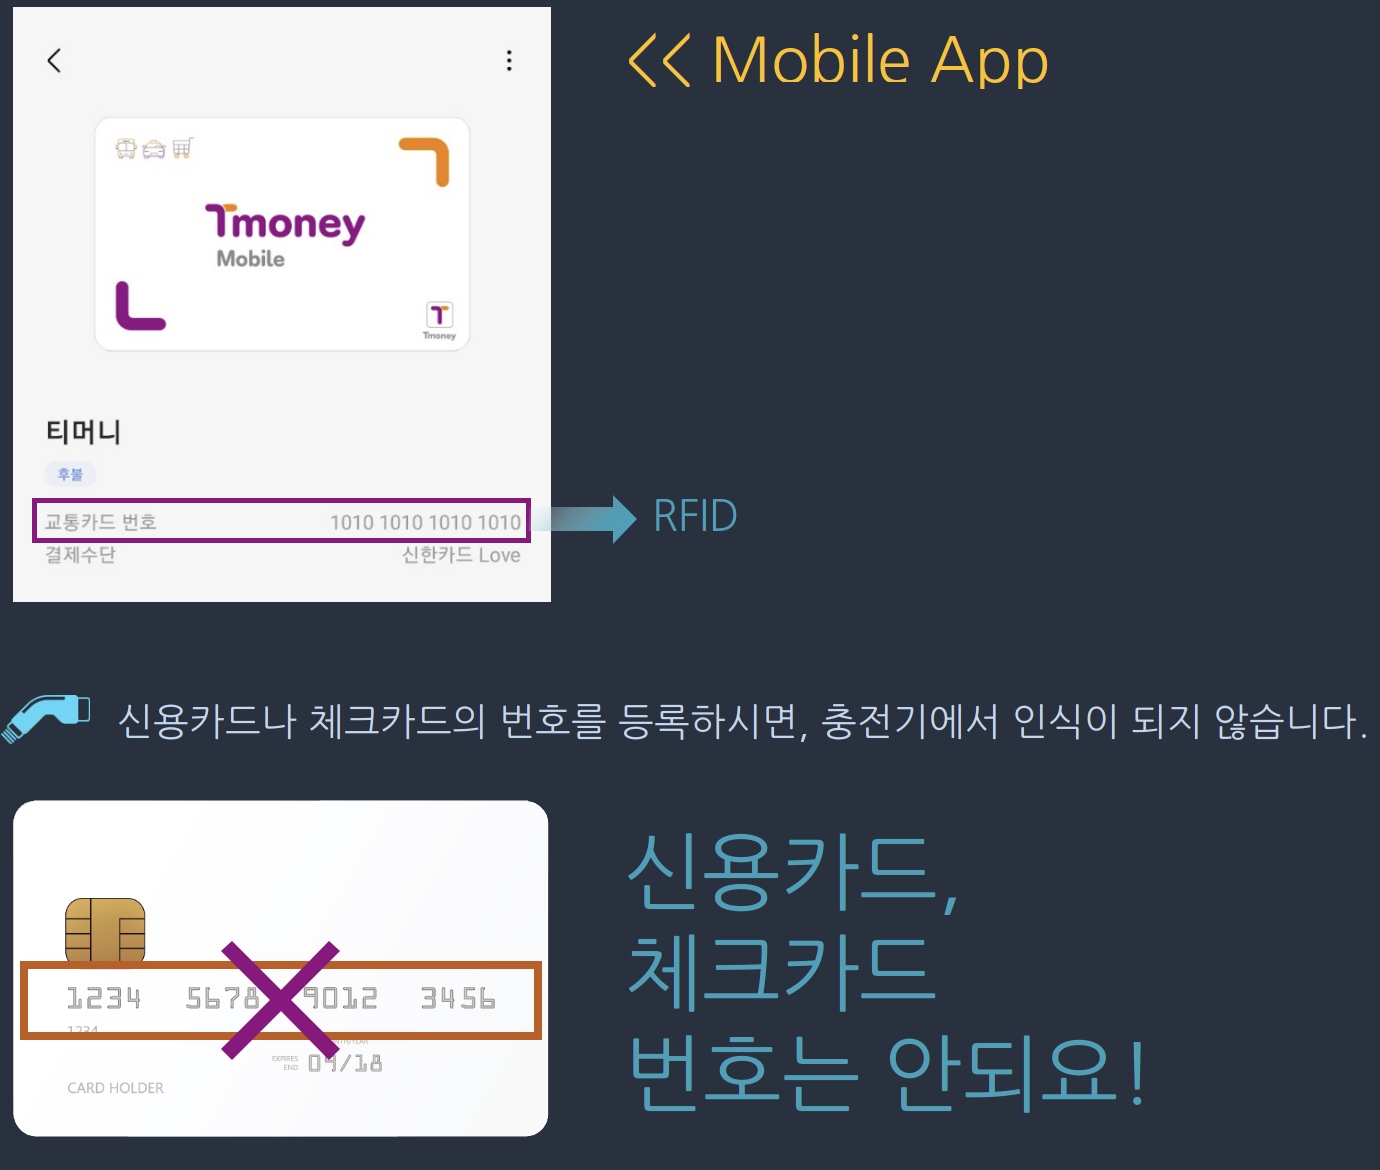 << Mobile App
Tmoney
Mobile
Tmoney
티머니
후불
교통카드 번호 1010 1010 1010 1010
RFID
결제수단 신한카드 Love
신용카드나 체크카드의 번호를 등록하시면, 충전기에서 인식이 되지 않습니다.
신용카드,
체크카드
번호는 안되요!
1234 5678 9012 3456
1234
EXPIRES
END 09/18
CARD HOLDER